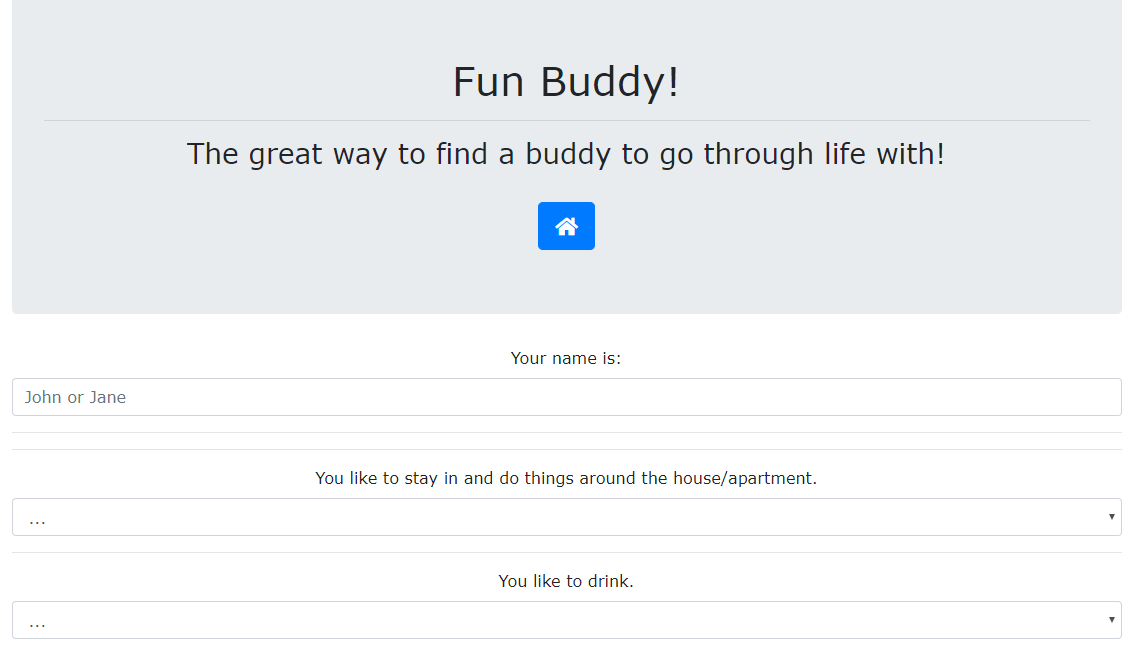 Fun Buddy!
The great way to find a buddy to go through life with!
Your name is:
John or Jane
You like to stay in and do things around the house/apartment.
...
You like to drink.
...